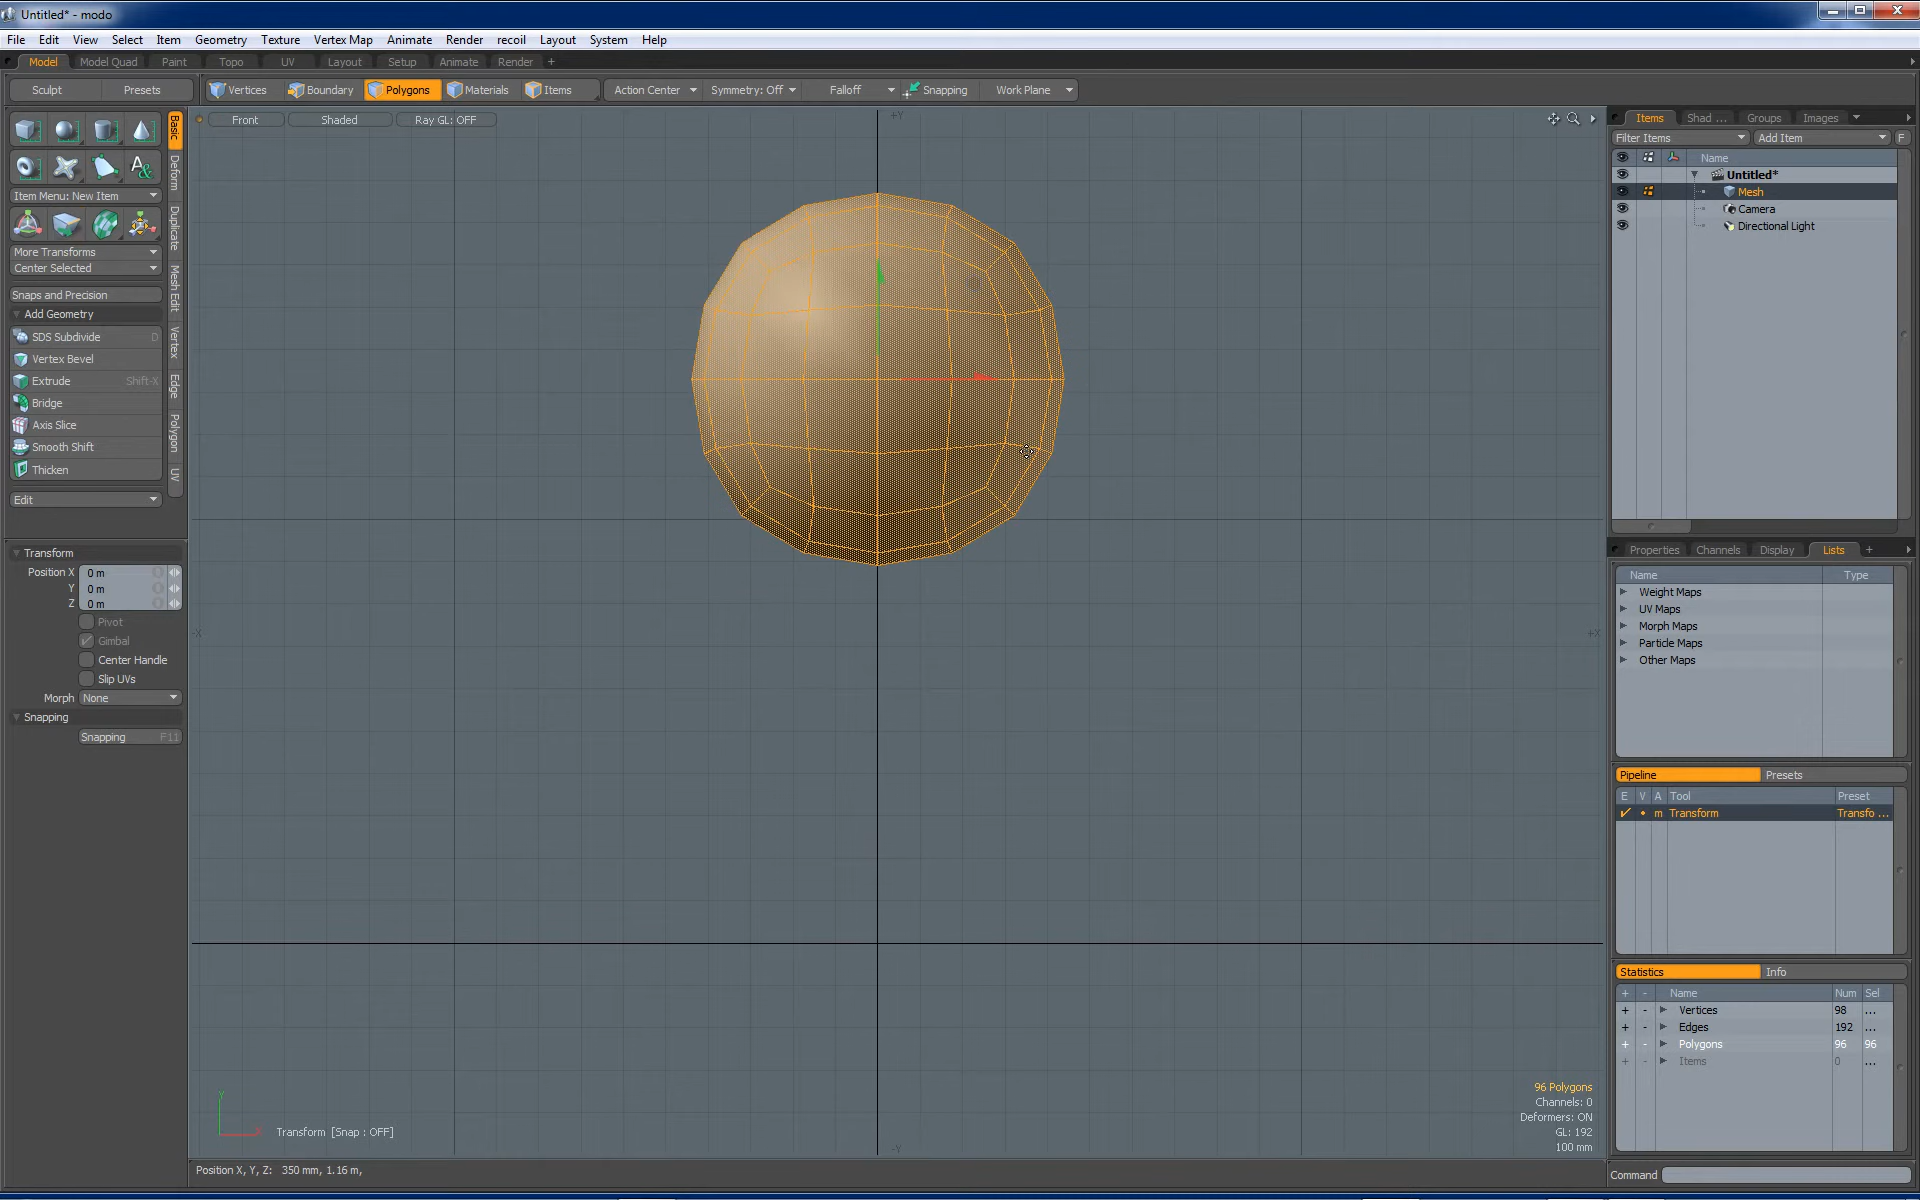 Untitled* - modo
File Edit View Select Item Geometry Texture Vertex Map Animate Render recoil Layout System Help
Model Model Quad Paint Topo UV Layout Setup Animate Render +
Sculpt Presets Vertices Boundary Polygons Materials Items Action Center Symmetry: Off Falloff Snapping Work Plane
Front Shaded Ray GL: OFF
+Y
-X
+X
-Y
Basic
Deform
Duplicate
Mesh Edit
Vertex
Edge
Polygon
UV
Item Menu: New Item
More Transforms
Center Selected
Snaps and Precision
Add Geometry
SDS Subdivide D
Vertex Bevel
Extrude Shift-X
Bridge
Axis Slice
Smooth Shift
Thicken
Edit
Transform
Position X 0 m
Y 0 m
Z 0 m
Pivot
Gimbal
Center Handle
Slip UVs
Morph None
Snapping
Snapping F11
Y
X
Transform [Snap : OFF]
96 Polygons
Channels: 0
Deformers: ON
GL: 192
100 mm
Position X, Y, Z: 350 mm, 1.16 m,
Items Shad ... Groups Images
Filter Items Add Item F
Name
Untitled*
Mesh
Camera
Directional Light
Properties Channels Display Lists +
Name Type
Weight Maps
UV Maps
Morph Maps
Particle Maps
Other Maps
Pipeline Presets
E V A Tool Preset
m Transform Transfo ...
Statistics Info
+ - Name Num Sel
+ - Vertices 98 ...
+ - Edges 192 ...
+ - Polygons 96 96
+ - Items 0 ...
Command